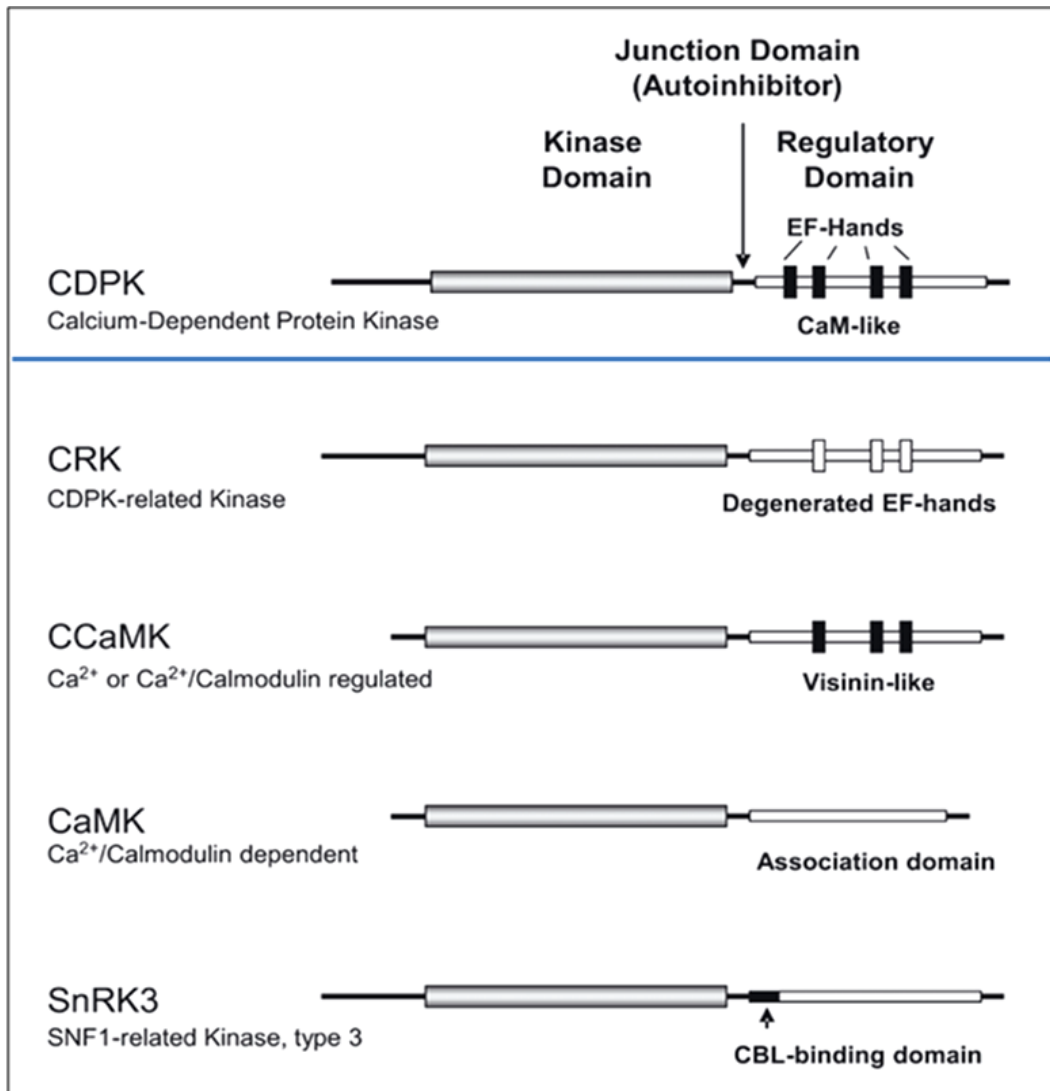 Junction Domain
(Autoinhibitor)
Kinase
Domain
Regulatory
Domain
EF-Hands
CDPK
Calcium-Dependent Protein Kinase
CaM-like
CRK
CDPK-related Kinase
Degenerated EF-hands
CCaMK
Ca²⁺ or Ca²⁺/Calmodulin regulated
Visinin-like
CaMK
Ca²⁺/Calmodulin dependent
Association domain
SnRK3
SNF1-related Kinase, type 3
CBL-binding domain